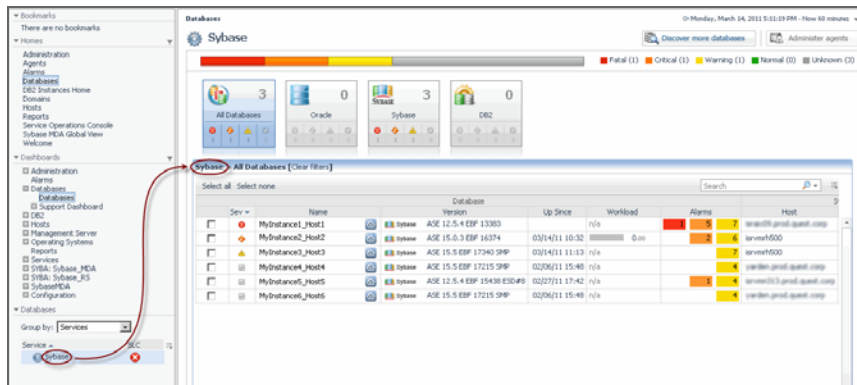 Bookmarks
There are no bookmarks
Homes
Administration
Agents
Alarms
Databases
DB2 Instances Home
Domains
Hosts
Reports
Service Operations Console
Sybase MDA Global View
Welcome
Dashboards
Administration
Alarms
Databases
Databases
Support Dashboard
DB2
Hosts
Management Server
Operating Systems
Reports
Services
SYBA: Sybase_MDA
SYBA: Sybase_RS
SybaseMDA
Configuration
Databases
Group by: Services
Service SLC
Sybase
Databases
Monday, March 14, 2011 5:11:19 PM - Now 60 minutes
Sybase
Discover more databases Administer agents
Fatal (1) Critical (1) Warning (1) Normal (0) Unknown (3)
3 All Databases
0 Oracle
3 Sybase
0 DB2
Sybase All Databases [Clear filters]
Select all Select none Search
Database
Sev Name Version Up Since Workload Alarms Host
MyInstance1_Host1 Sybase ASE 12.5.4 EBF 13383 n/a 1 5 7
MyInstance2_Host2 Sybase ASE 15.0.3 EBF 16374 03/14/11 10:32 0.00 2 6
MyInstance3_Host3 Sybase ASE 15.5 EBF 17340 SMP 03/14/11 11:13 n/a 7
MyInstance4_Host4 Sybase ASE 15.5 EBF 17215 SMP 02/06/11 15:48 n/a 4
MyInstance5_Host5 Sybase ASE 12.5.4 EBF 15438 ESD#8 02/27/11 17:42 n/a 1 4
MyInstance6_Host6 Sybase ASE 15.5 EBF 17215 SMP 02/06/11 15:48 n/a 4